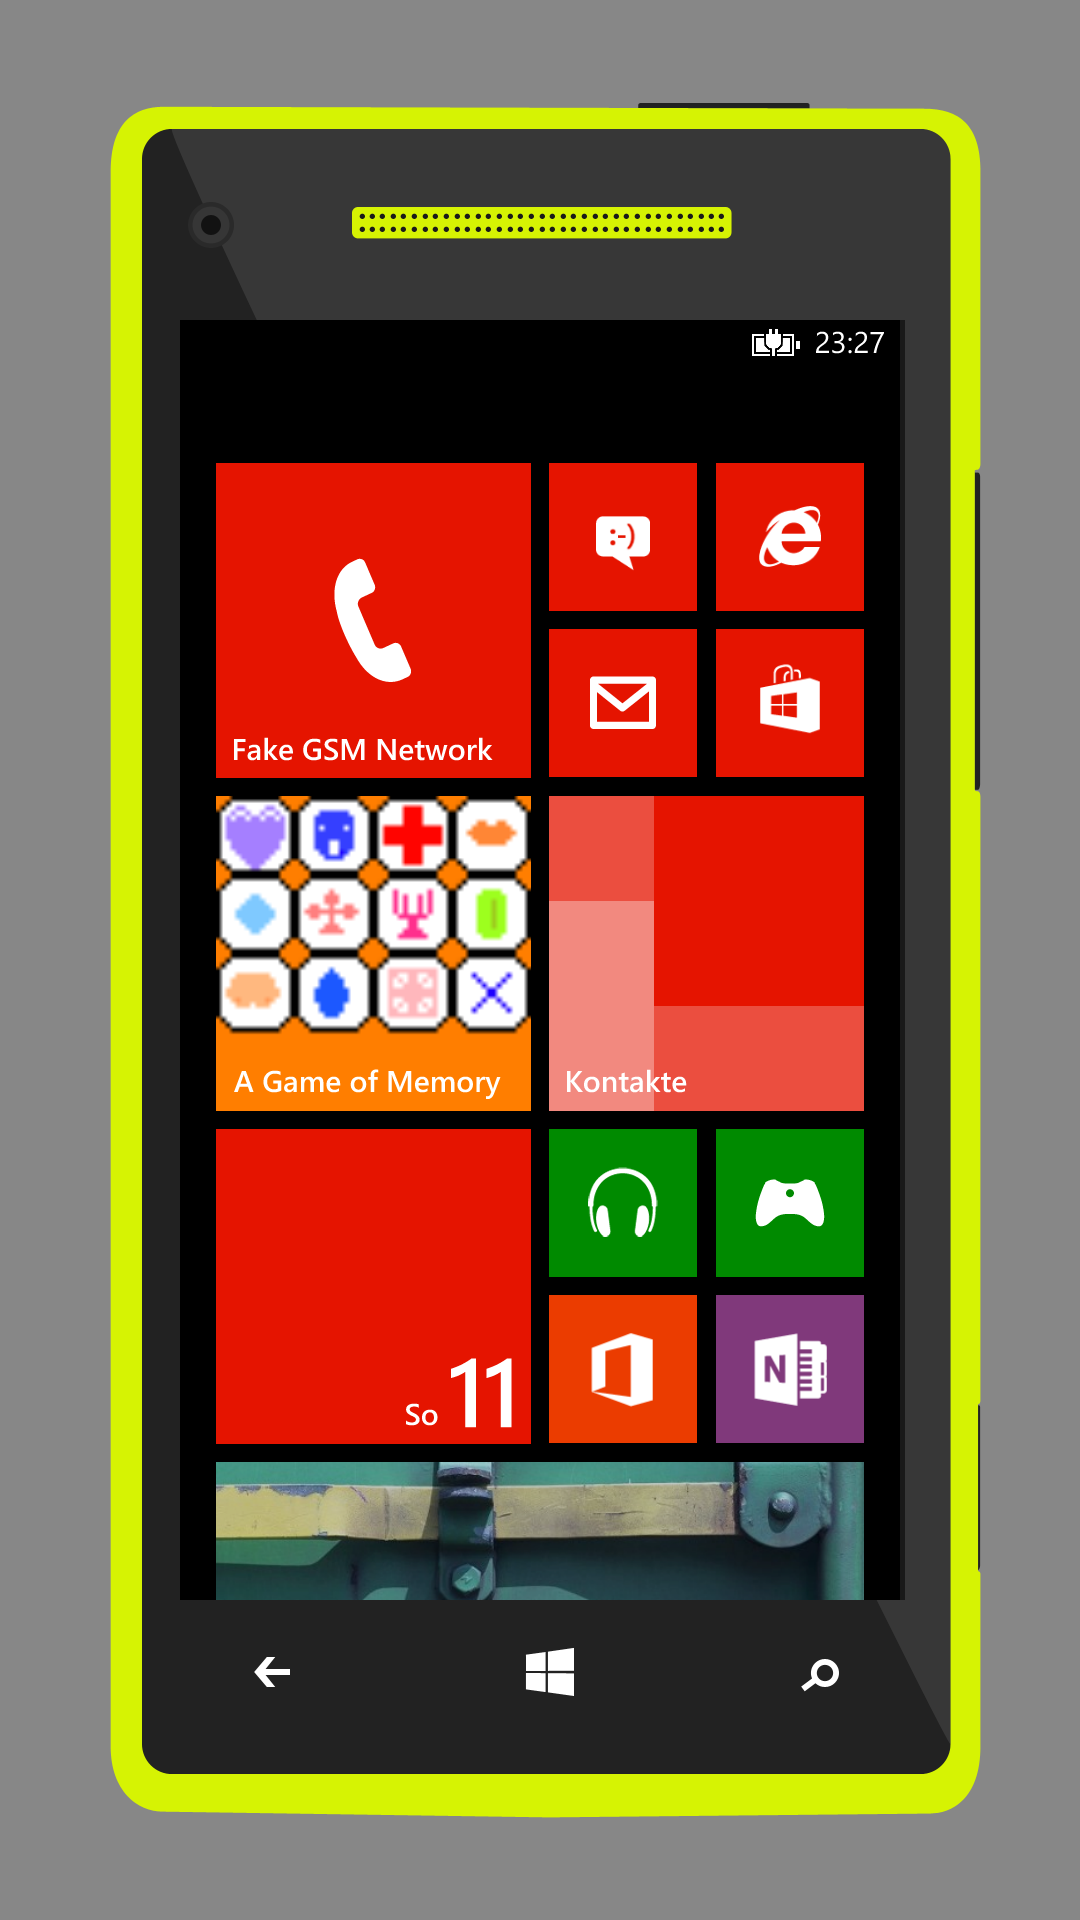 23:27
:-)
Fake GSM Network
A Game of Memory
Kontakte
So 11
N